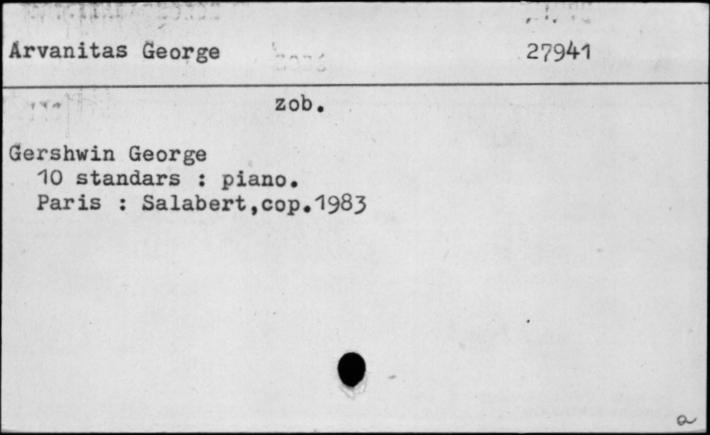 Arvanitas George 27941
zob.
Gershwin George
10 standars : piano.
Paris : Salabert,cop.1983
a